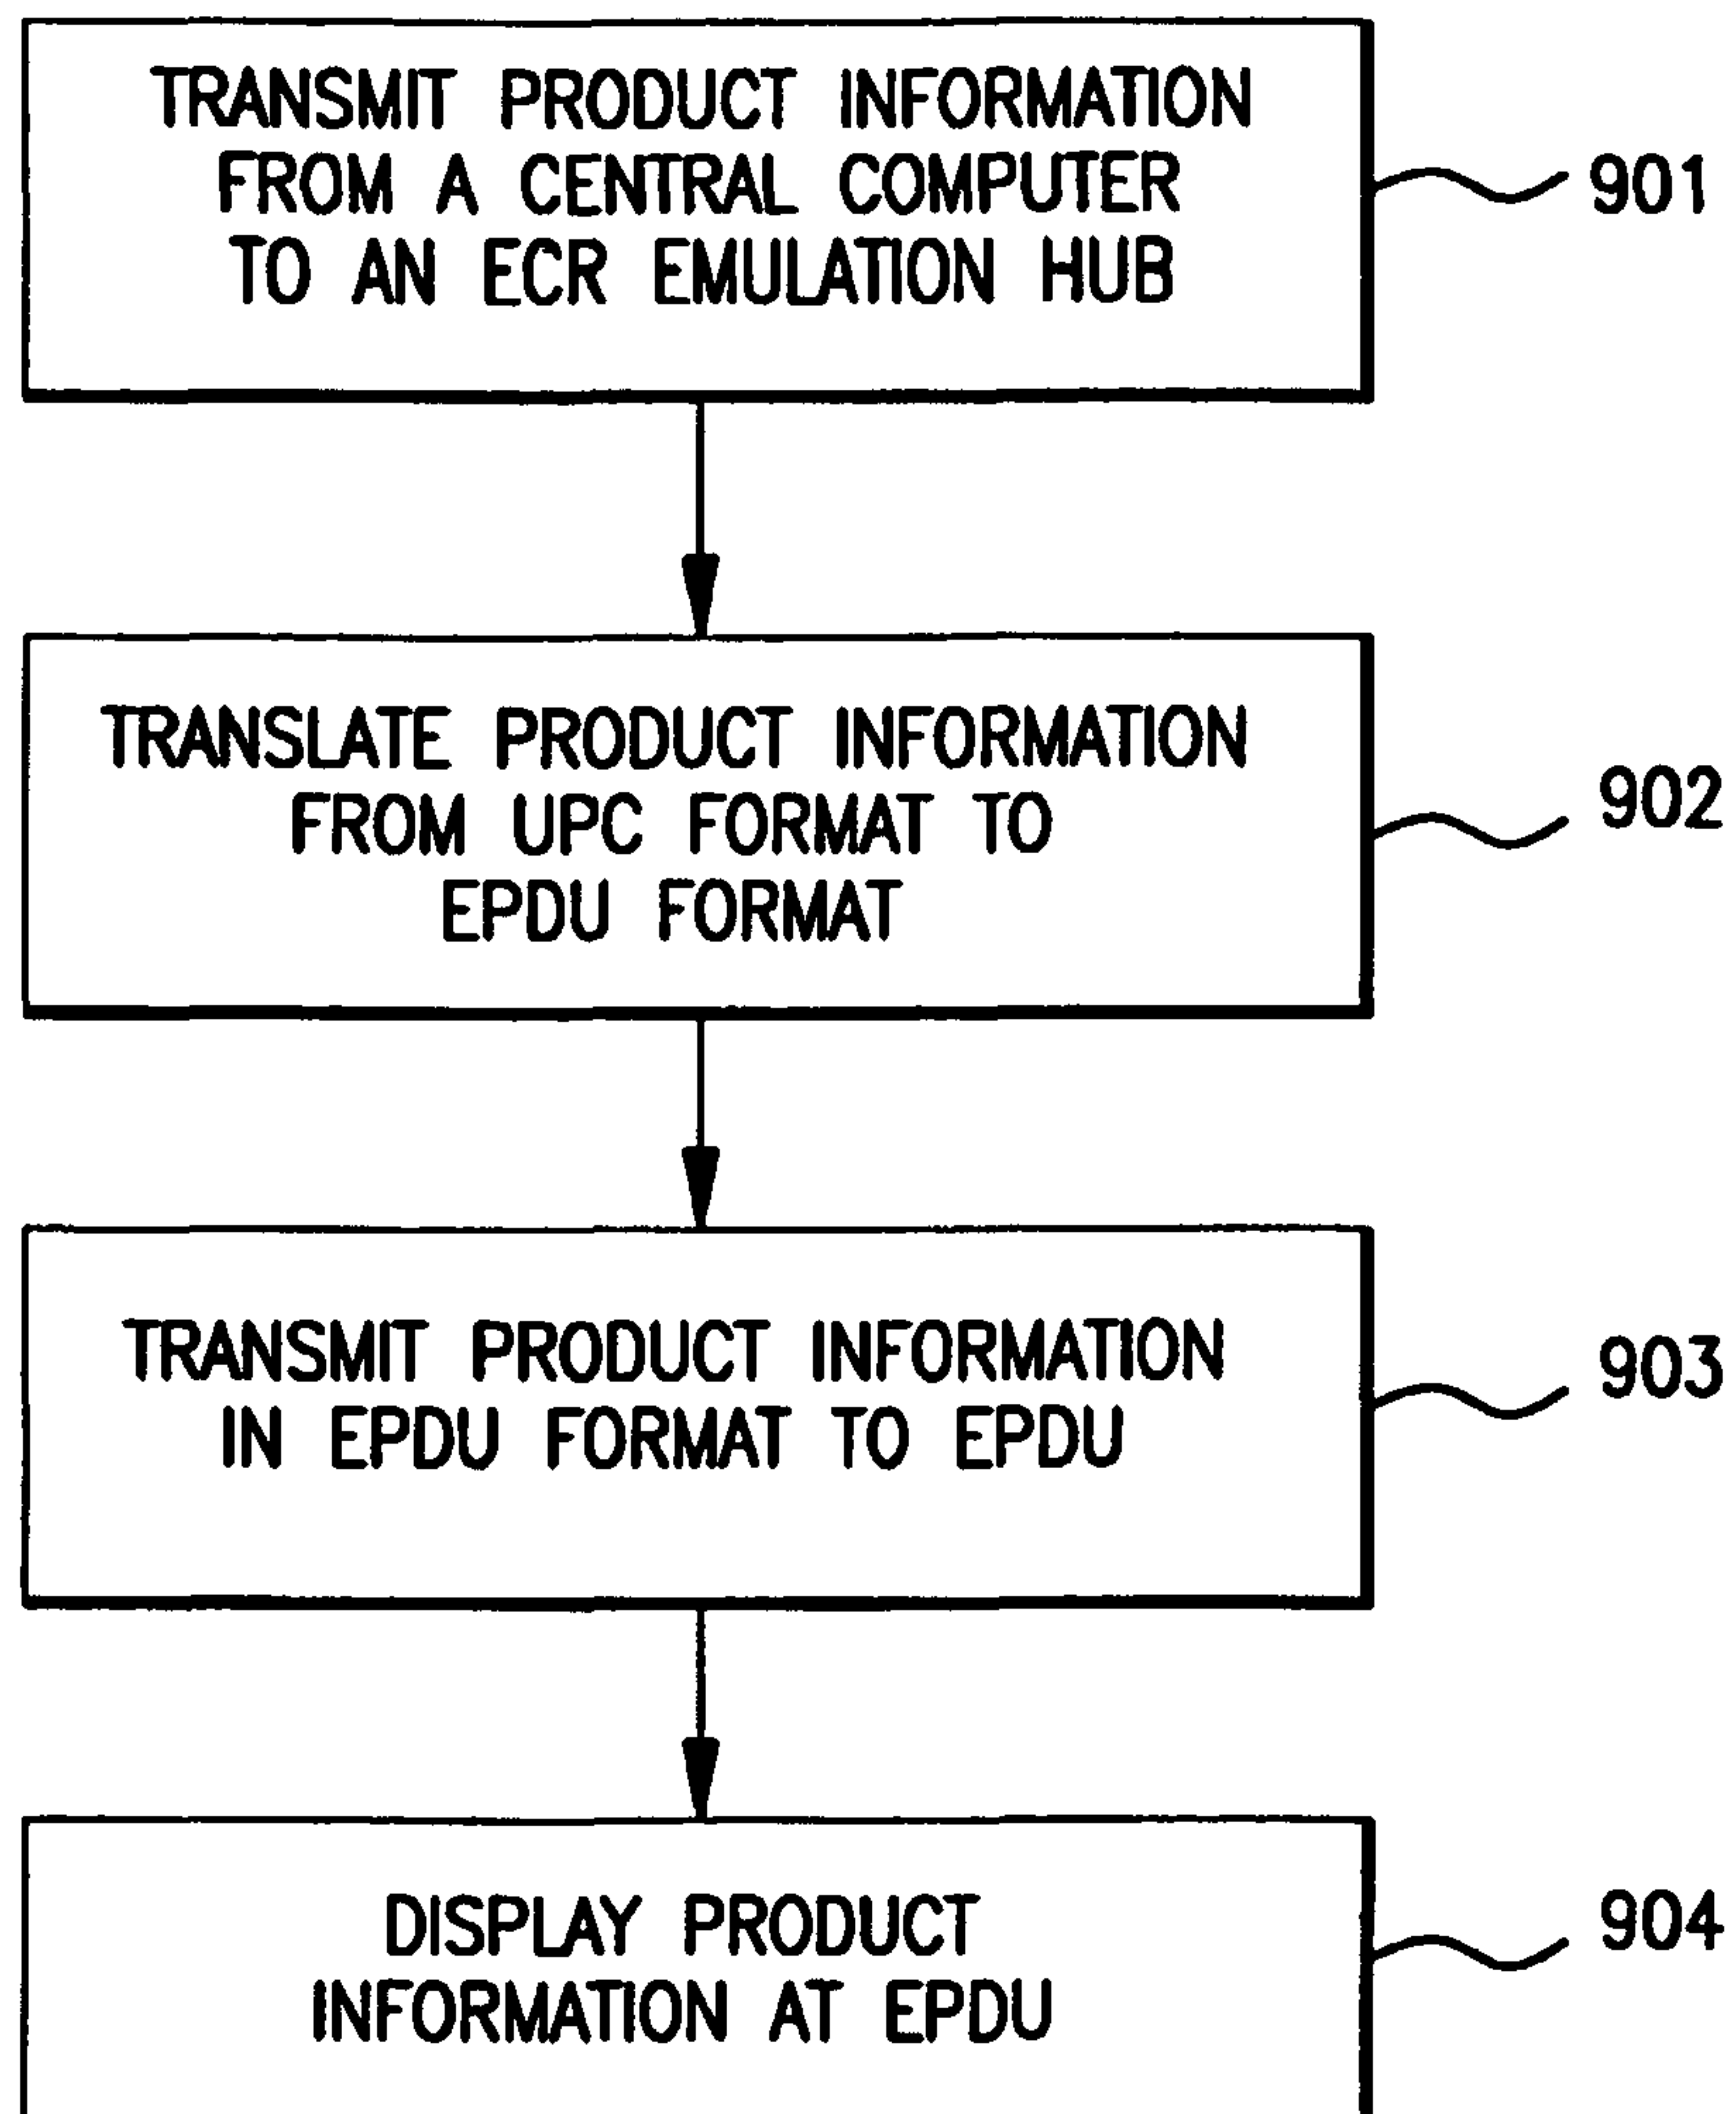 TRANSMIT PRODUCT INFORMATION
FROM A CENTRAL COMPUTER
TO AN ECR EMULATION HUB
901
TRANSLATE PRODUCT INFORMATION
FROM UPC FORMAT TO
EPDU FORMAT
902
TRANSMIT PRODUCT INFORMATION
IN EPDU FORMAT TO EPDU
903
DISPLAY PRODUCT
INFORMATION AT EPDU
904